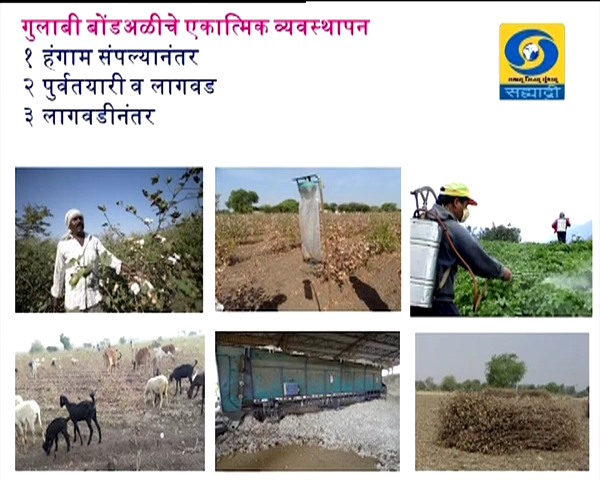 गुलाबी बोंडअळीचे एकात्मिक व्यवस्थापन
१ हंगाम संपल्यानंतर
२ पुर्वतयारी व लागवड
३ लागवडीनंतर
सह्याद्री